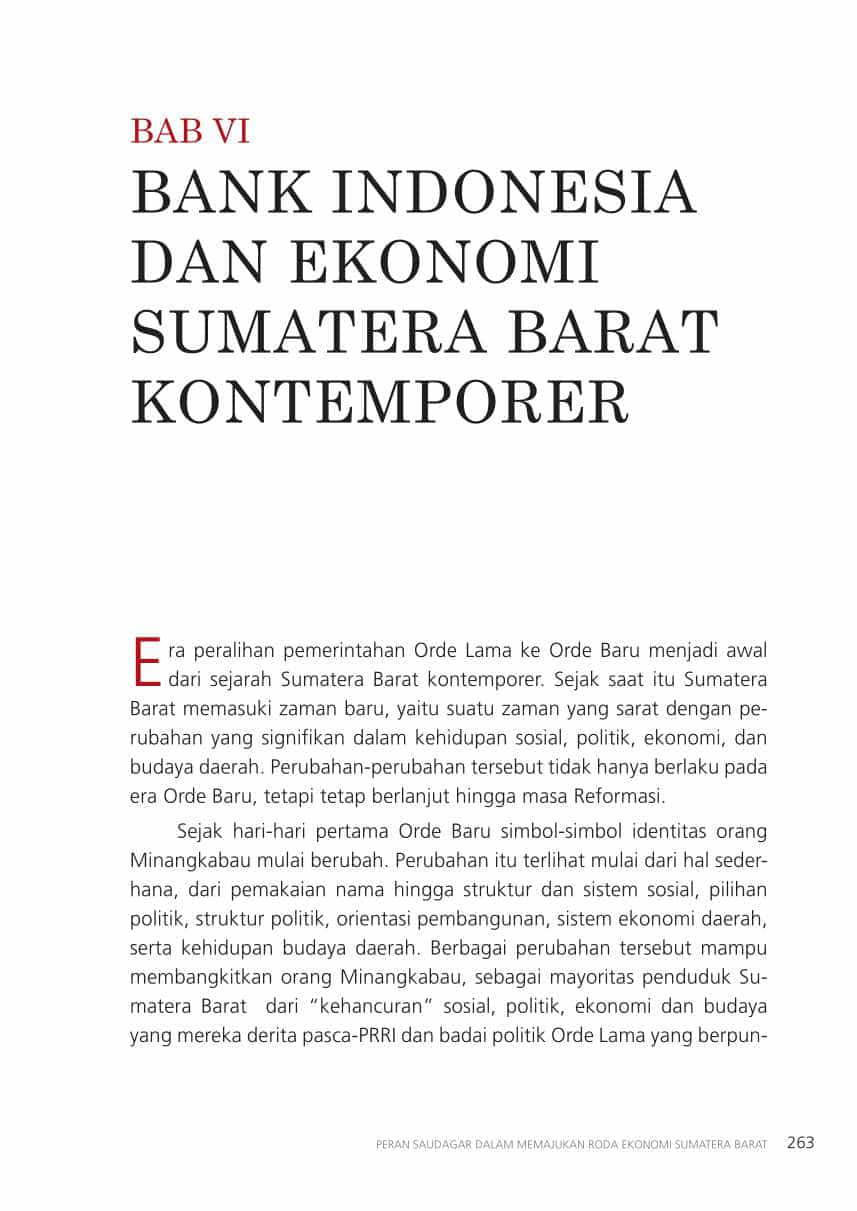 BAB VI
BANK INDONESIA
DAN EKONOMI
SUMATERA BARAT
KONTEMPORER
Era peralihan pemerintahan Orde Lama ke Orde Baru menjadi awal
dari sejarah Sumatera Barat kontemporer. Sejak saat itu Sumatera
Barat memasuki zaman baru, yaitu suatu zaman yang sarat dengan pe-
rubahan yang signifikan dalam kehidupan sosial, politik, ekonomi, dan
budaya daerah. Perubahan-perubahan tersebut tidak hanya berlaku pada
era Orde Baru, tetapi tetap berlanjut hingga masa Reformasi.
Sejak hari-hari pertama Orde Baru simbol-simbol identitas orang
Minangkabau mulai berubah. Perubahan itu terlihat mulai dari hal seder-
hana, dari pemakaian nama hingga struktur dan sistem sosial, pilihan
politik, struktur politik, orientasi pembangunan, sistem ekonomi daerah,
serta kehidupan budaya daerah. Berbagai perubahan tersebut mampu
membangkitkan orang Minangkabau, sebagai mayoritas penduduk Su-
matera Barat  dari “kehancuran” sosial, politik, ekonomi dan budaya
yang mereka derita pasca-PRRI dan badai politik Orde Lama yang berpun-
PERAN SAUDAGAR DALAM MEMAJUKAN RODA EKONOMI SUMATERA BARAT 263